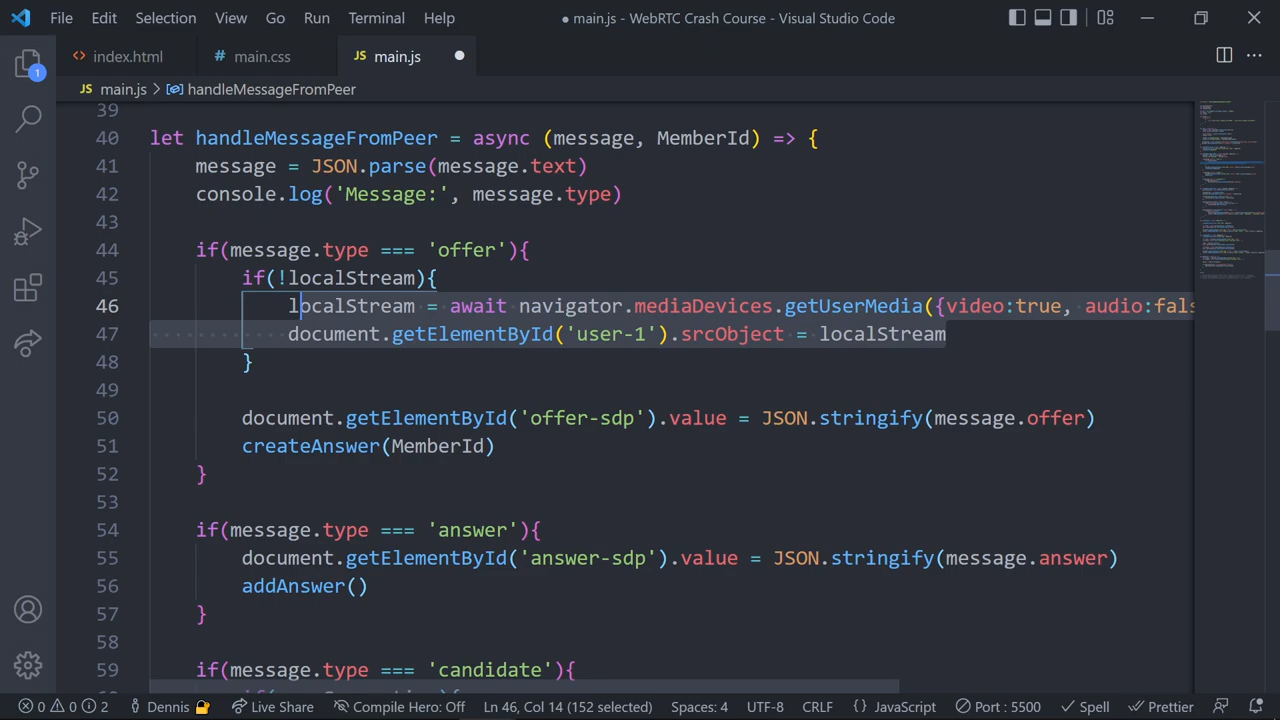 File Edit Selection View Go Run Terminal Help ● main.js - WebRTC Crash Course - Visual Studio Code
index.html # main.css JS main.js
JS main.js > handleMessageFromPeer
1
39
40 let handleMessageFromPeer = async (message, MemberId) => {
41 message = JSON.parse(message.text)
42 console.log('Message:', message.type)
43
44 if(message.type === 'offer'){
45 if(!localStream){
46 localStream = await navigator.mediaDevices.getUserMedia({video:true, audio:fals
47 document.getElementById('user-1').srcObject = localStream
48 }
49
50 document.getElementById('offer-sdp').value = JSON.stringify(message.offer)
51 createAnswer(MemberId)
52 }
53
54 if(message.type === 'answer'){
55 document.getElementById('answer-sdp').value = JSON.stringify(message.answer)
56 addAnswer()
57 }
58
59 if(message.type === 'candidate'){
0 0 2 Dennis Live Share Compile Hero: Off Ln 46, Col 14 (152 selected) Spaces: 4 UTF-8 CRLF {} JavaScript Port : 5500 Spell Prettier